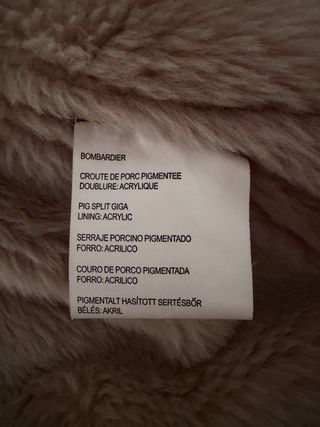 BOMBARDIER
CROUTE DE PORC PIGMENTEE
DOUBLURE: ACRYLIQUE
PIG SPLIT GIGA
LINING: ACRYLIC
SERRAJE PORCINO PIGMENTADO
FORRO: ACRILICO
COURO DE PORCO PIGMENTADA
FORRO: ACRILICO
PIGMENTALT HASÍTOTT SERTÉSBŐR
BÉLÉS: AKRIL